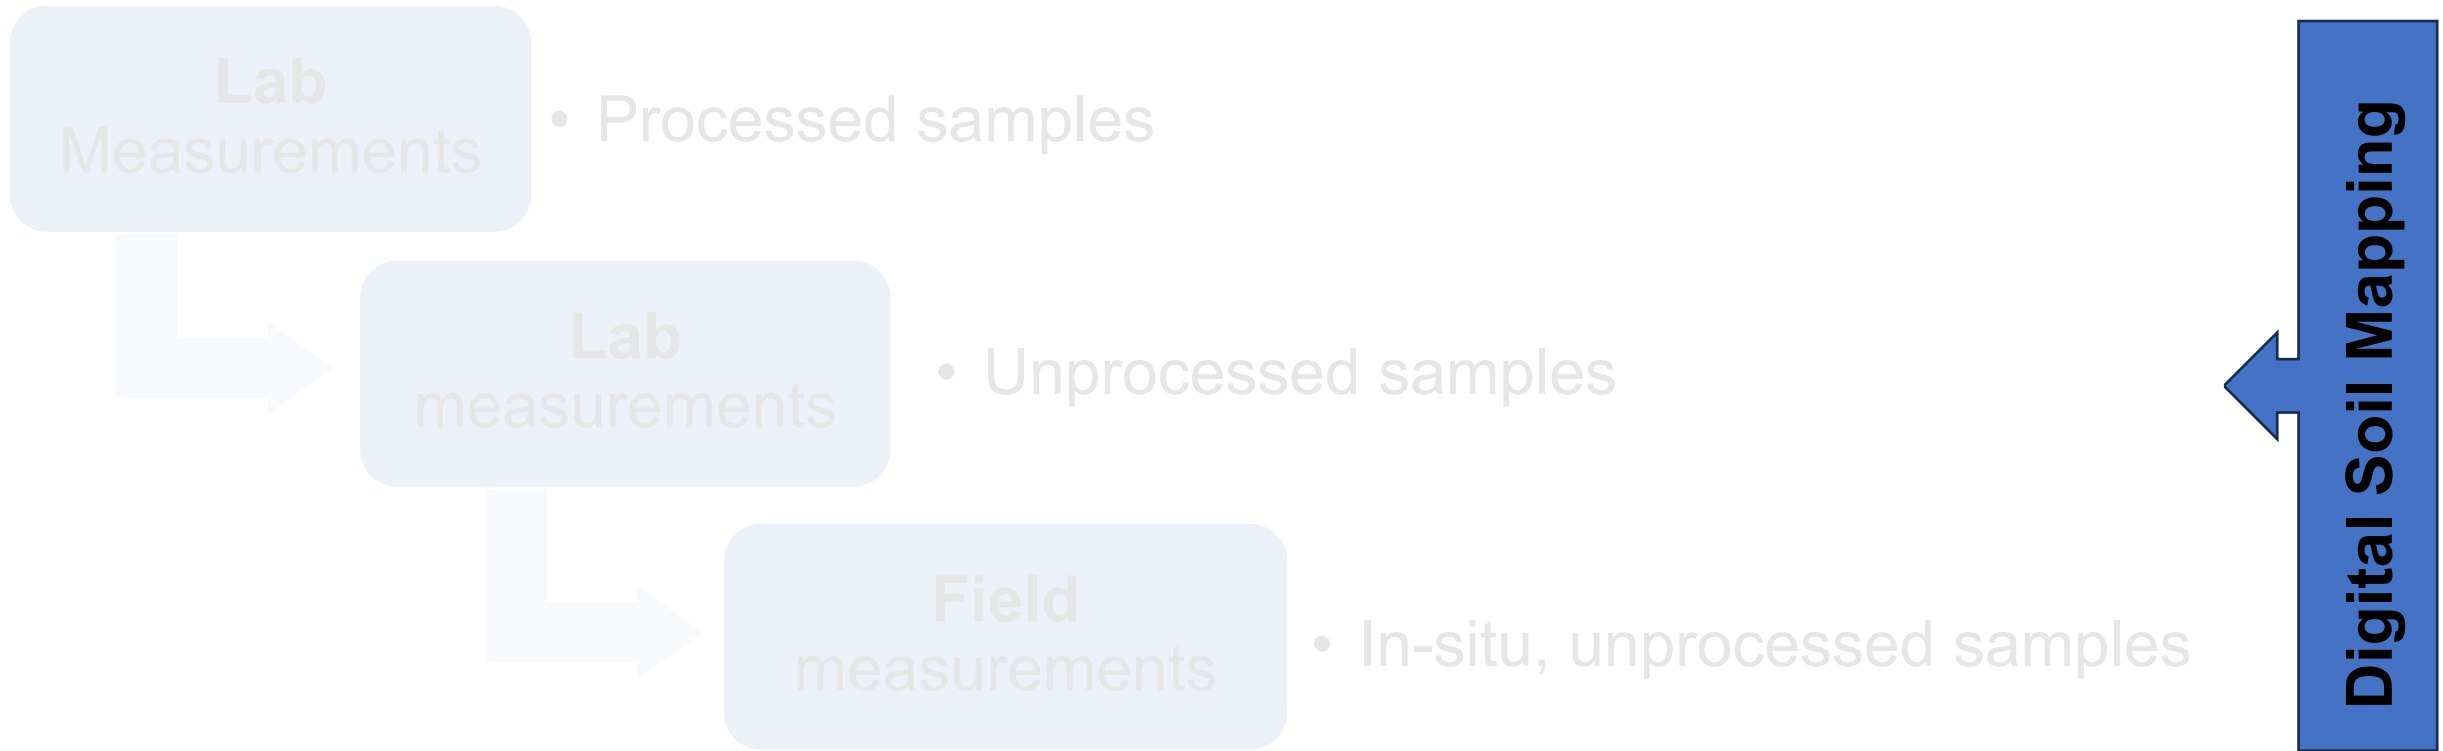 Lab
Measurements
• Processed samples
Lab
measurements
• Unprocessed samples
Field
measurements
• In-situ, unprocessed samples
Digital Soil Mapping